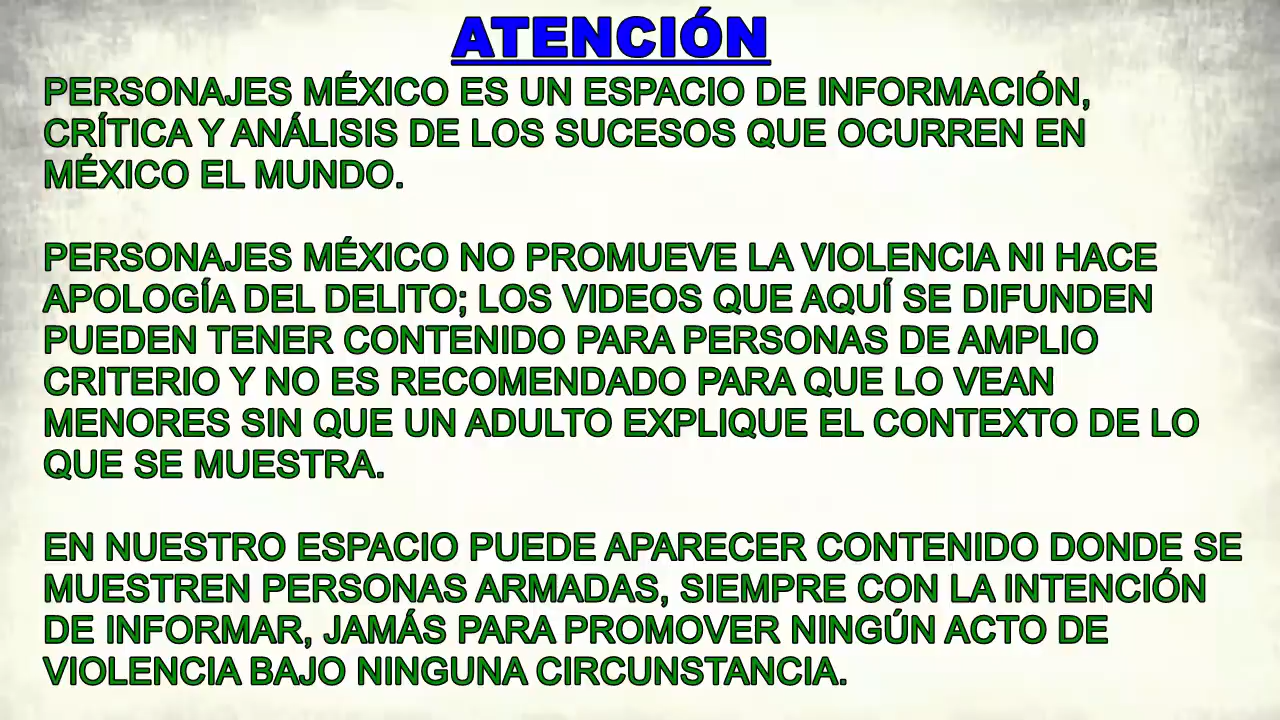 ATENCIÓN
PERSONAJES MÉXICO ES UN ESPACIO DE INFORMACIÓN,
CRÍTICA Y ANÁLISIS DE LOS SUCESOS QUE OCURREN EN
MÉXICO EL MUNDO.
PERSONAJES MÉXICO NO PROMUEVE LA VIOLENCIA NI HACE
APOLOGÍA DEL DELITO; LOS VIDEOS QUE AQUÍ SE DIFUNDEN
PUEDEN TENER CONTENIDO PARA PERSONAS DE AMPLIO
CRITERIO Y NO ES RECOMENDADO PARA QUE LO VEAN
MENORES SIN QUE UN ADULTO EXPLIQUE EL CONTEXTO DE LO
QUE SE MUESTRA.
EN NUESTRO ESPACIO PUEDE APARECER CONTENIDO DONDE SE
MUESTREN PERSONAS ARMADAS, SIEMPRE CON LA INTENCIÓN
DE INFORMAR, JAMÁS PARA PROMOVER NINGÚN ACTO DE
VIOLENCIA BAJO NINGUNA CIRCUNSTANCIA.